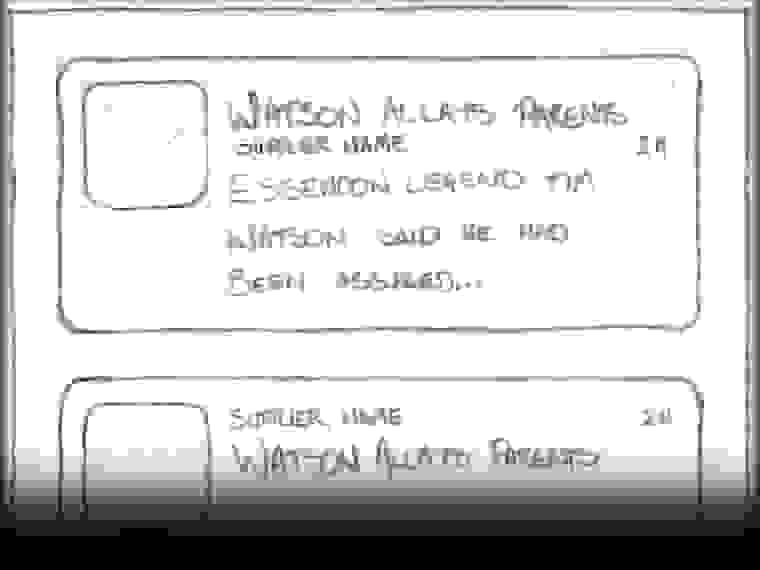 WATSON ALLAYS PARENTS
SUPPLIER NAME 2H
ESSENDON LEGEND TIM
WATSON SAID HE HAD
BEEN ASSURED...
SUPPLIER NAME 2H
WATSON ALLAYS PARENTS